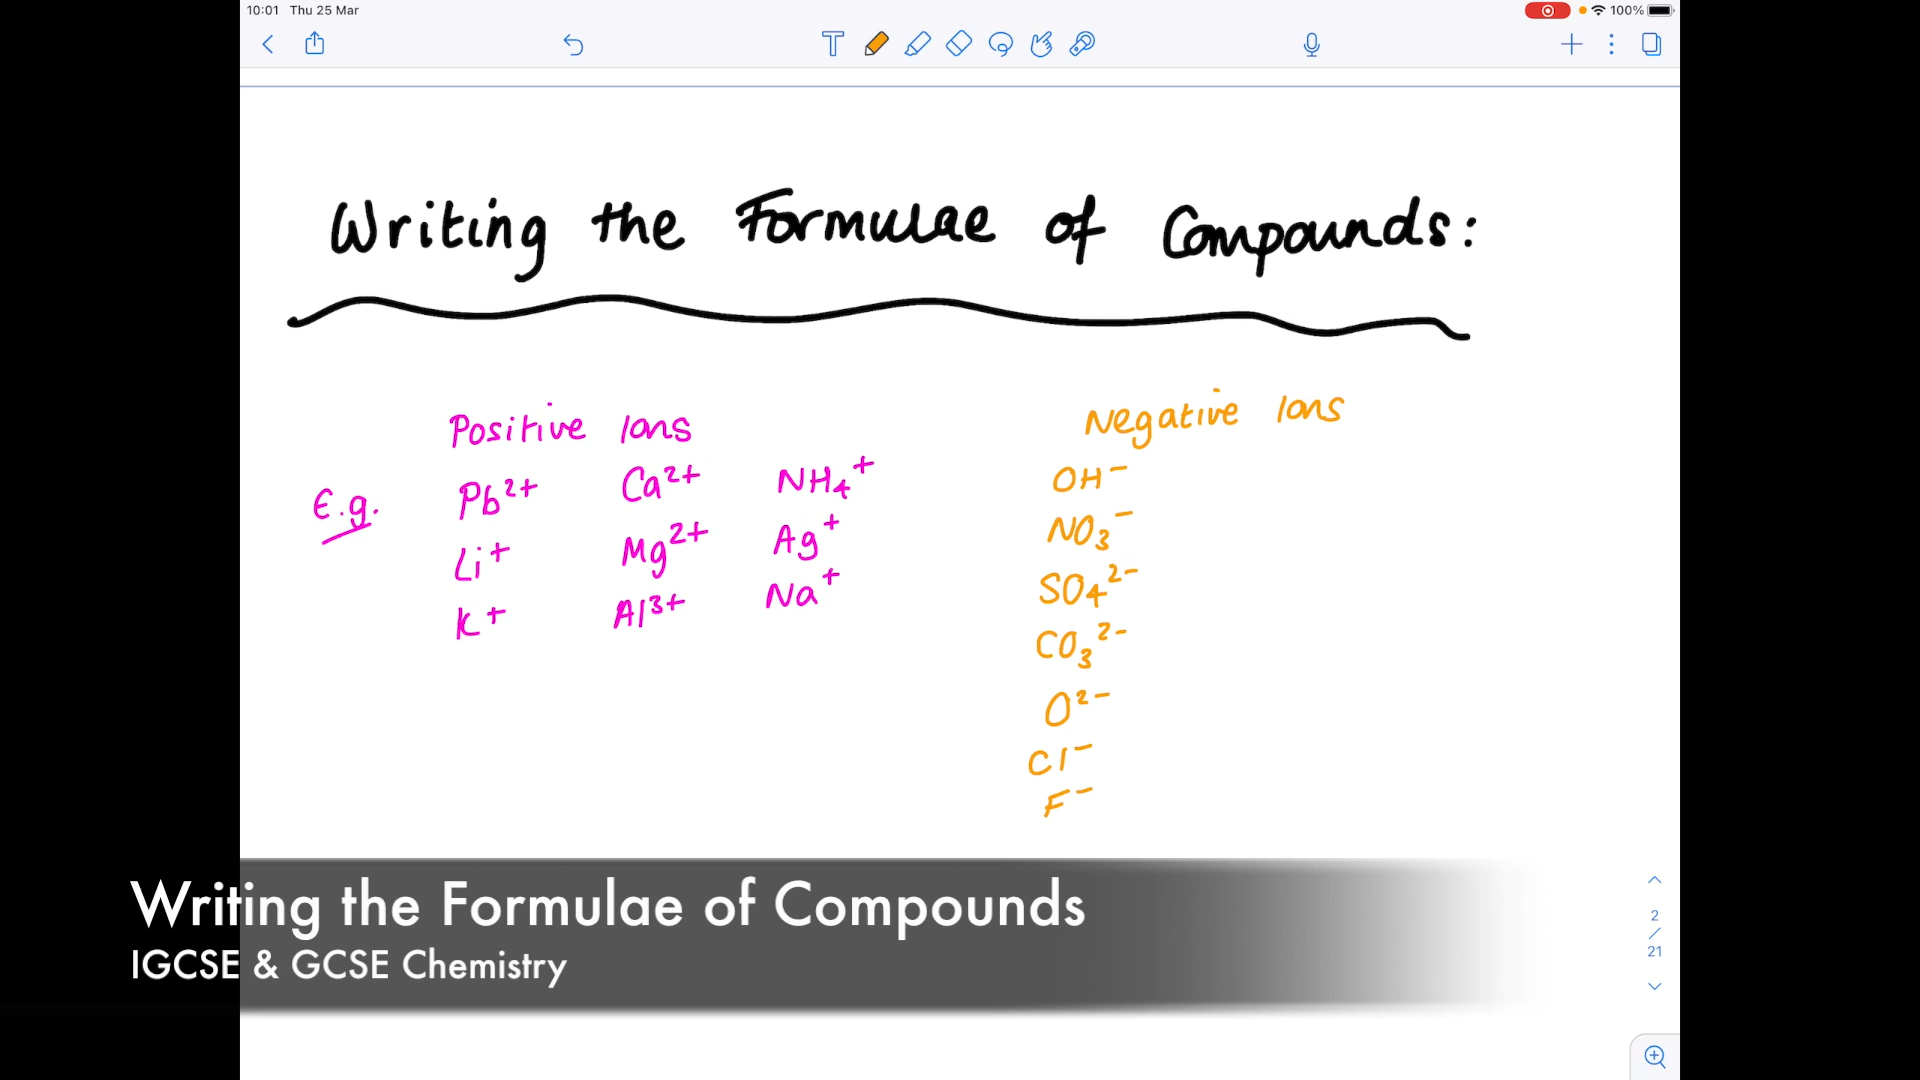 10:01 Thu 25 Mar
100%
T
Writing the Formulae of Compounds:
Positive Ions
Negative Ions
E.g.
Pb²⁺ Ca²⁺ NH₄⁺
Li⁺ Mg²⁺ Ag⁺
K⁺ Al³⁺ Na⁺
OH⁻
NO₃⁻
SO₄²⁻
CO₃²⁻
O²⁻
Cl⁻
F⁻
Writing the Formulae of Compounds
IGCSE & GCSE Chemistry
2
/
21